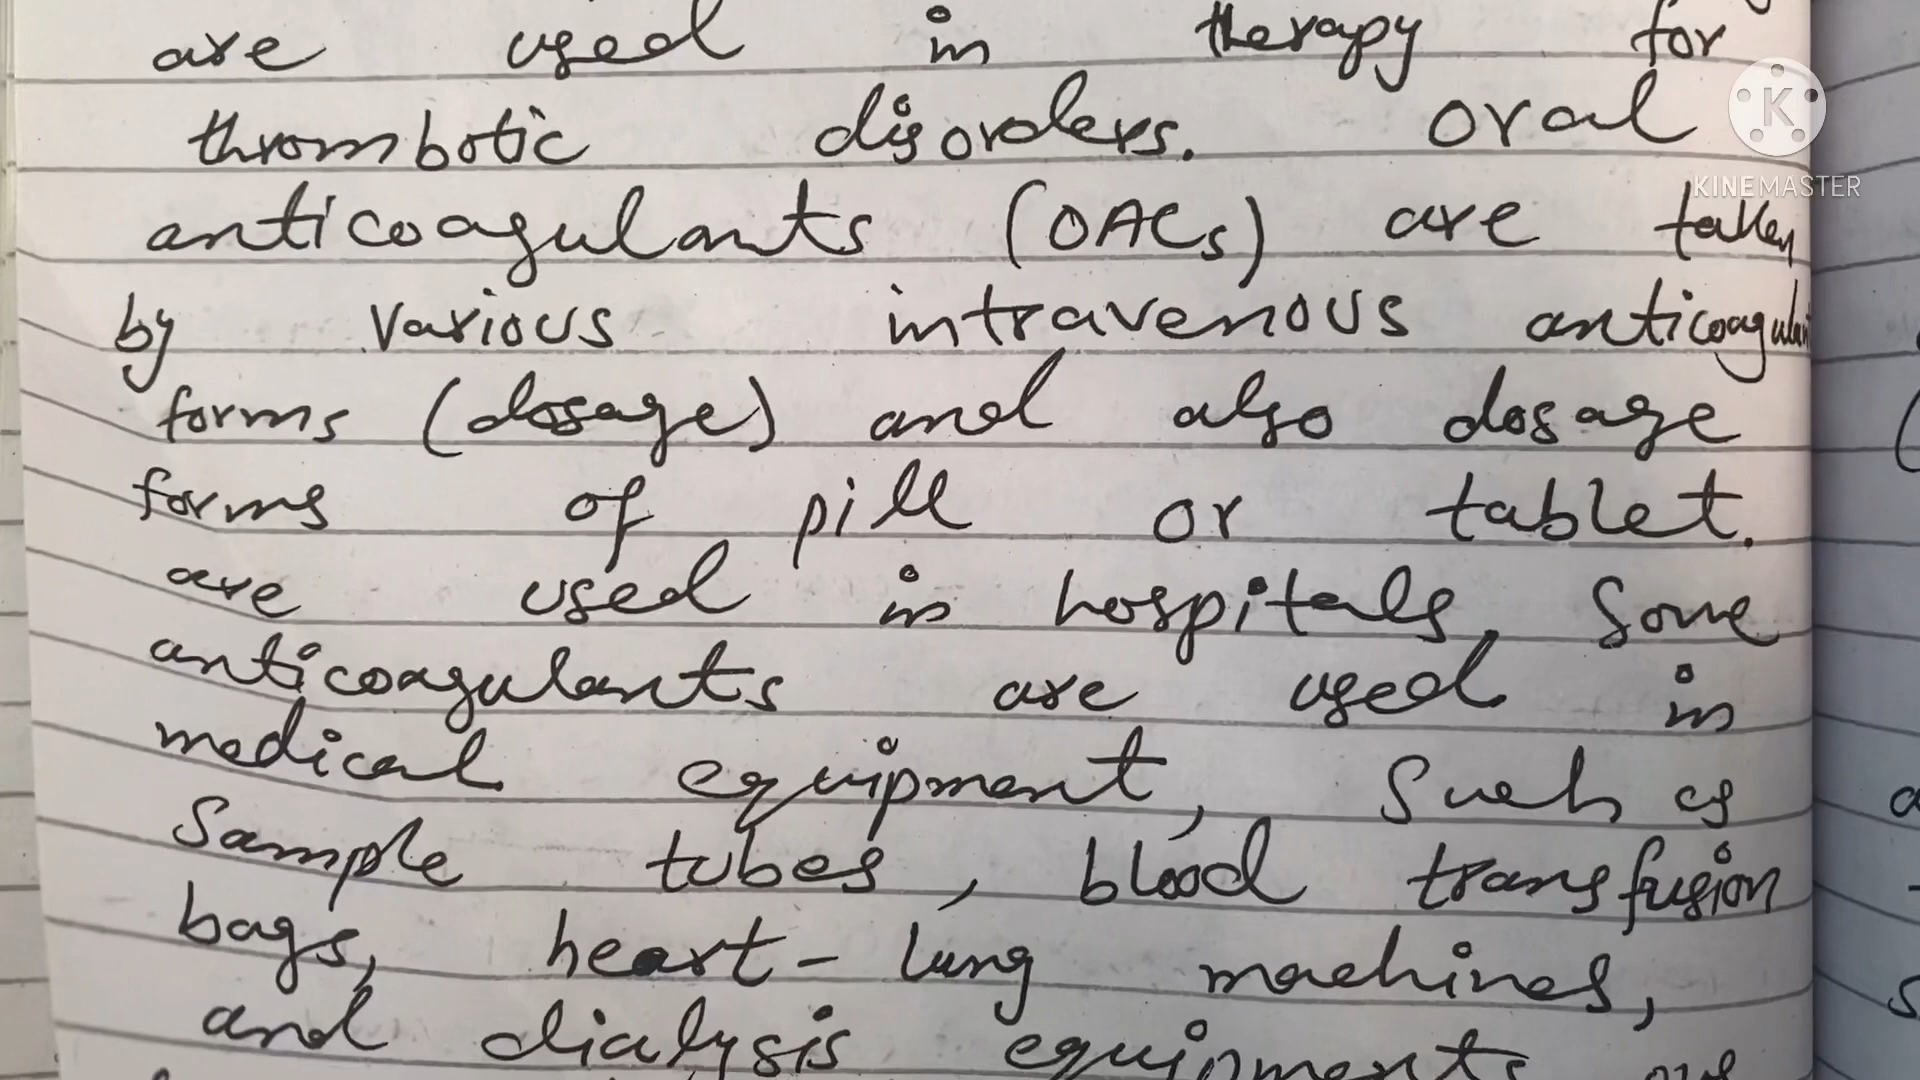 are used in therapy for
thrombotic disorders. oral
anticoagulants (OACs) are taken
by various intravenous anticoagulant
forms (dosage) and also dosage
forms of pill or tablet.
are used in hospitals. Some
anticoagulants are used in
medical equipment, such as
Sample tubes, blood transfusion
bags, heart-lung machines,
and dialysis equipments
KINEMASTER